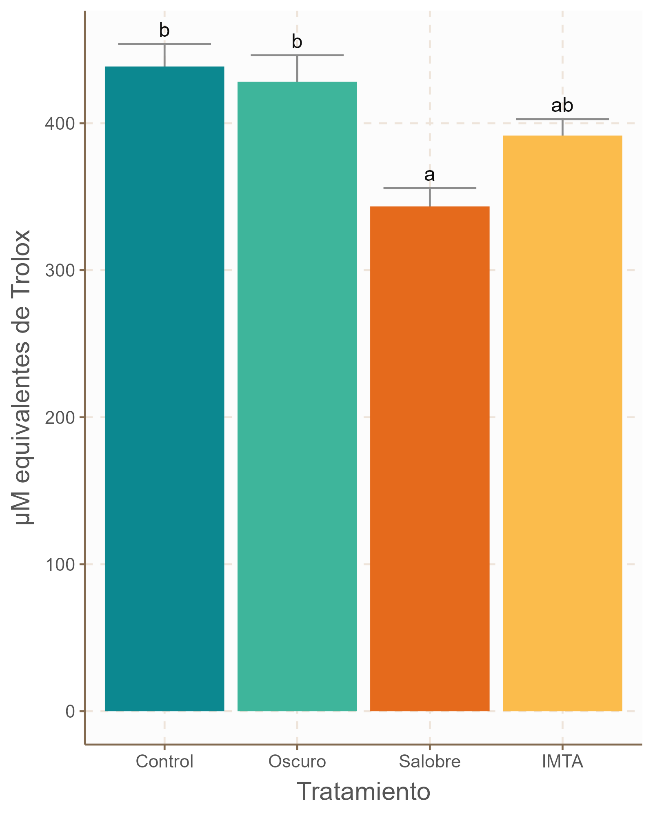 b
b
ab
a
400
300
200
100
0
µM equivalentes de Trolox
Control
Oscuro
Salobre
IMTA
Tratamiento